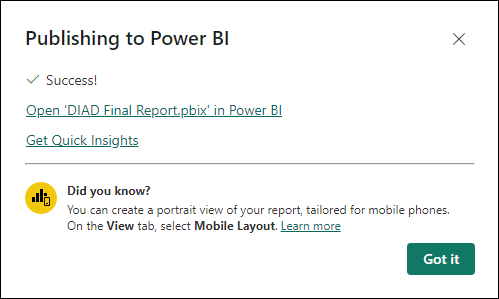 Publishing to Power BI
Success!
Open 'DIAD Final Report.pbix' in Power BI
Get Quick Insights
Did you know?
You can create a portrait view of your report, tailored for mobile phones.
On the View tab, select Mobile Layout. Learn more
Got it